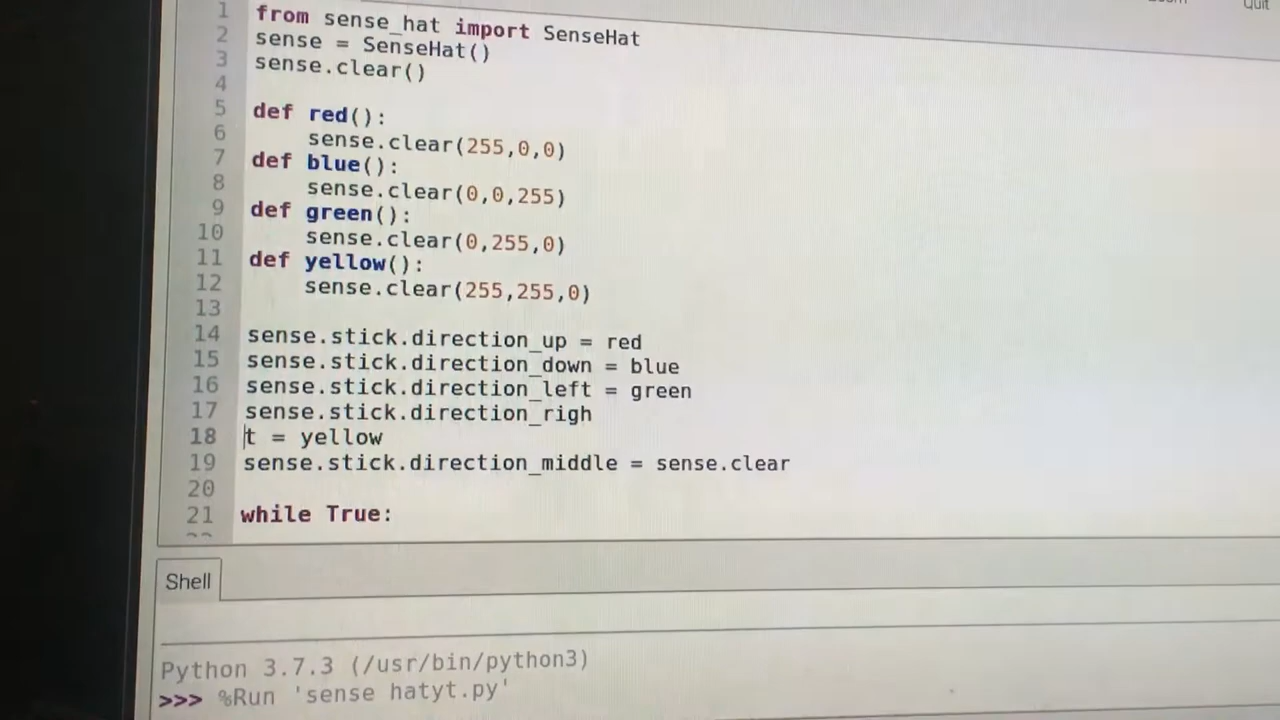 Quit
1 from sense_hat import SenseHat
2 sense = SenseHat()
3 sense.clear()
4
5 def red():
6     sense.clear(255,0,0)
7 def blue():
8     sense.clear(0,0,255)
9 def green():
10     sense.clear(0,255,0)
11 def yellow():
12     sense.clear(255,255,0)
13
14 sense.stick.direction_up = red
15 sense.stick.direction_down = blue
16 sense.stick.direction_left = green
17 sense.stick.direction_righ
18 t = yellow
19 sense.stick.direction_middle = sense.clear
20
21 while True:
Shell
Python 3.7.3 (/usr/bin/python3)
>>> %Run 'sense hatyt.py'